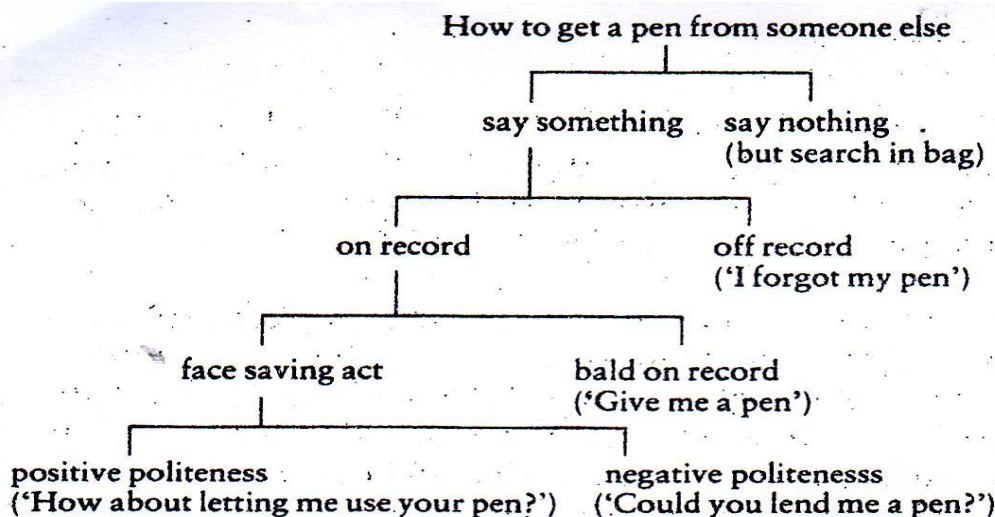 How to get a pen from someone else
say something say nothing
(but search in bag)
on record off record
('I forgot my pen')
face saving act bald on record
('Give me a pen')
positive politeness negative politenesss
('How about letting me use your pen?') ('Could you lend me a pen?')